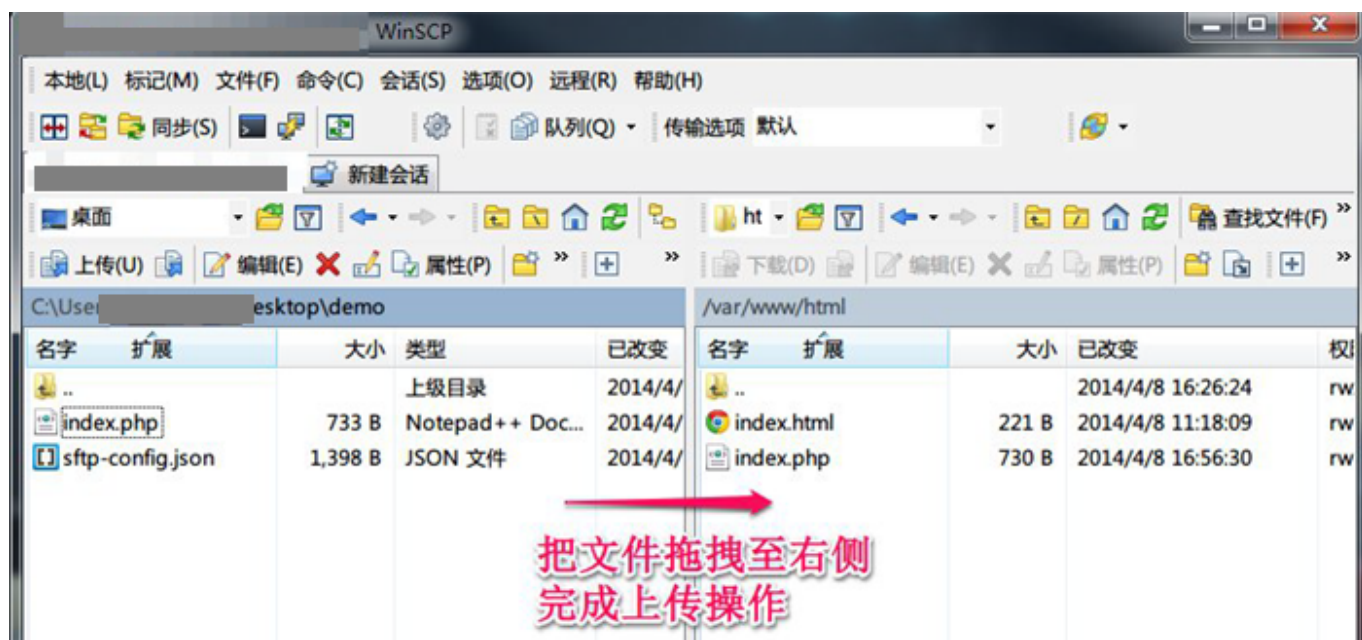 WinSCP
本地(L) 标记(M) 文件(F) 命令(C) 会话(S) 选项(O) 远程(R) 帮助(H)
同步(S) 队列(Q) 传输选项 默认
新建会话
桌面 ht 查找文件(F) »
上传(U) 编辑(E) 属性(P) » » 下载(D) 编辑(E) 属性(P) »
C:\User esktop\demo /var/www/html
名字 扩展 大小 类型 已改变 名字 扩展 大小 已改变
.. 上级目录 2014/4/ .. 2014/4/8 16:26:24 rw
index.php 733 B Notepad++ Doc... 2014/4/ index.html 221 B 2014/4/8 11:18:09 rw
sftp-config.json 1,398 B JSON 文件 2014/4/ index.php 730 B 2014/4/8 16:56:30 rw
把文件拖拽至右侧
完成上传操作